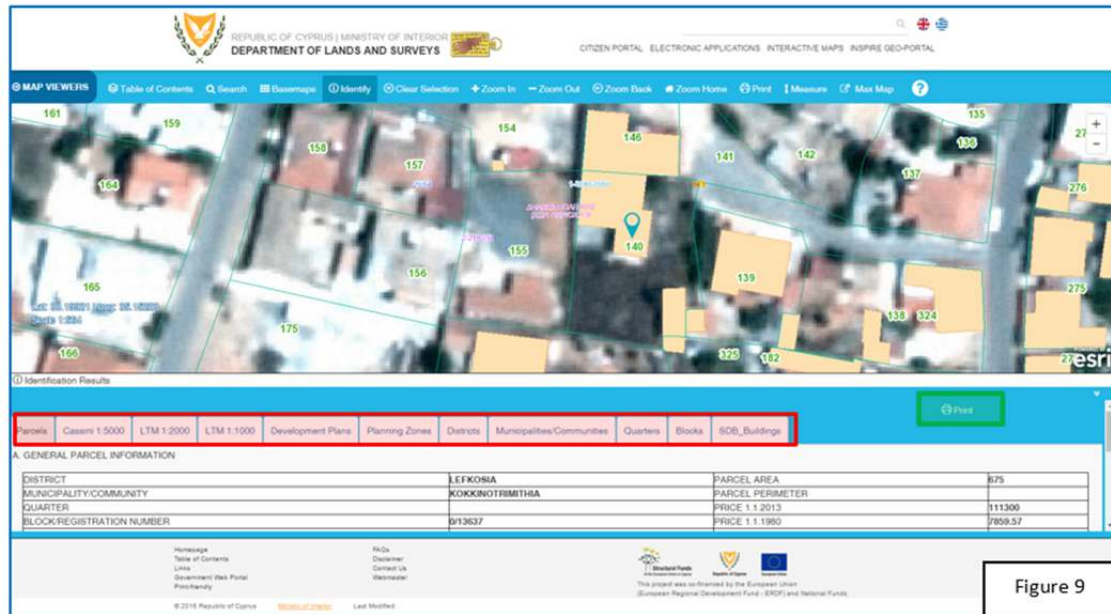 REPUBLIC OF CYPRUS | MINISTRY OF INTERIOR
DEPARTMENT OF LANDS AND SURVEYS
CITIZEN PORTAL ELECTRONIC APPLICATIONS INTERACTIVE MAPS INSPIRE GEO-PORTAL
MAP VIEWERS Table of Contents Search Basemaps Identify Clear Selection Zoom In Zoom Out Zoom Back Zoom Home Print Measure Max Map ?
161 159 158 157 154 146 141 142 135 136 137
164 276
140
155
165 156 139 275
175 138 324
166 325 182
esri
Identification Results
Print
Parcels Cassini 1:5000 LTM 1:2000 LTM 1:1000 Development Plans Planning Zones Districts Municipalities/Communities Quarters Blocks SDB_Buildings
A. GENERAL PARCEL INFORMATION
DISTRICT LEFKOSIA PARCEL AREA 675
MUNICIPALITY/COMMUNITY KOKKINOTRIMITHIA PARCEL PERIMETER
QUARTER PRICE 1.1.2013 111300
BLOCK/REGISTRATION NUMBER 0/13637 PRICE 1.1.1980 7859.57
Homepage
Table of Contents
Links
Government Web Portal
Print-friendly
FAQs
Disclaimer
Contact Us
Webmaster
Structural Funds
This project was co-financed by the European Union
(European Regional Development Fund - ERDF) and National Funds
Figure 9
© 2016 Republic of Cyprus Ministry of Interior Last Modified